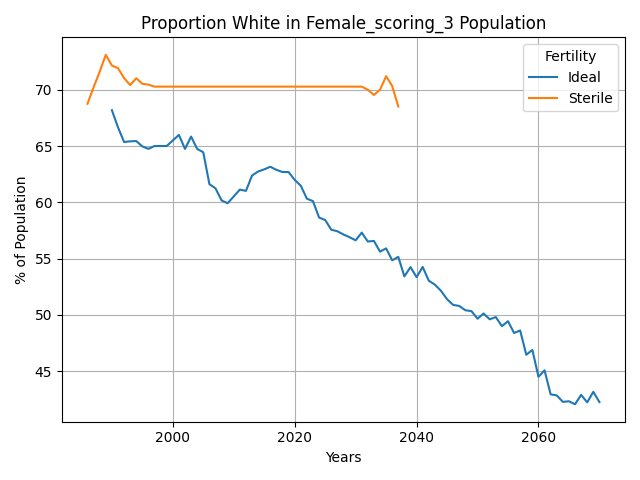 Proportion White in Female_scoring_3 Population
% of Population
70
65
60
55
50
45
Fertility
Ideal
Sterile
2000
2020
2040
2060
Years